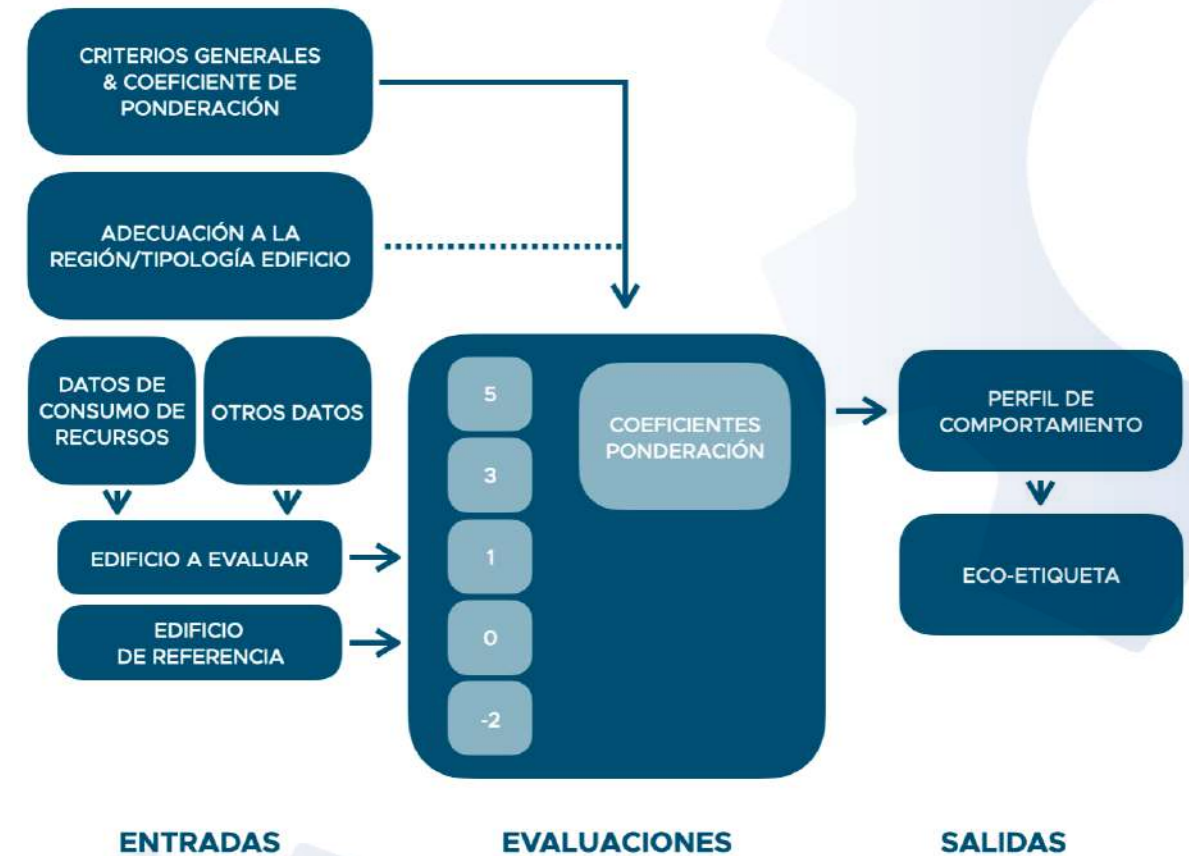 CRITERIOS GENERALES
& COEFICIENTE DE
PONDERACIÓN
ADECUACIÓN A LA
REGIÓN/TIPOLOGÍA EDIFICIO
DATOS DE
CONSUMO DE
RECURSOS
OTROS DATOS
EDIFICIO A EVALUAR
EDIFICIO
DE REFERENCIA
5
3
1
0
-2
COEFICIENTES
PONDERACIÓN
PERFIL DE
COMPORTAMIENTO
ECO-ETIQUETA
ENTRADAS
EVALUACIONES
SALIDAS